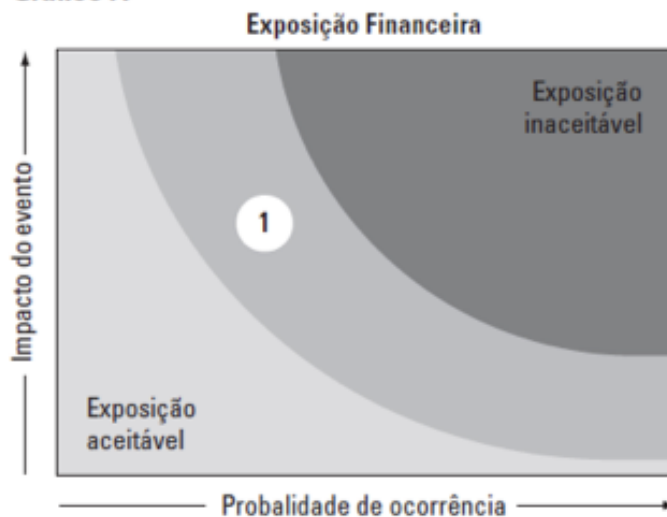 Exposição Financeira
Exposição
inaceitável
1
Impacto do evento
Exposição
aceitável
Probalidade de ocorrência